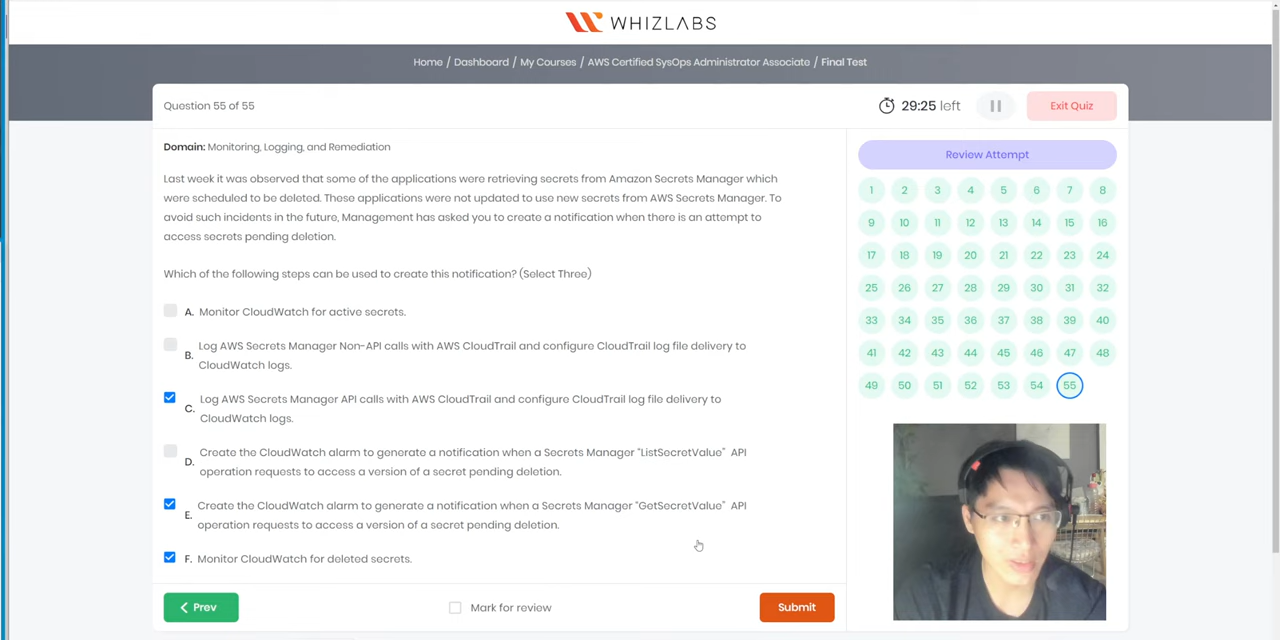 WHIZLABS
Home / Dashboard / My Courses / AWS Certified SysOps Administrator Associate / Final Test
Question 55 of 55
29:25 left
Exit Quiz
Domain: Monitoring, Logging, and Remediation
Last week it was observed that some of the applications were retrieving secrets from Amazon Secrets Manager which
were scheduled to be deleted. These applications were not updated to use new secrets from AWS Secrets Manager. To
avoid such incidents in the future, Management has asked you to create a notification when there is an attempt to
access secrets pending deletion.
Which of the following steps can be used to create this notification? (Select Three)
A. Monitor CloudWatch for active secrets.
B. Log AWS Secrets Manager Non-API calls with AWS CloudTrail and configure CloudTrail log file delivery to
CloudWatch logs.
C. Log AWS Secrets Manager API calls with AWS CloudTrail and configure CloudTrail log file delivery to
CloudWatch logs.
D. Create the CloudWatch alarm to generate a notification when a Secrets Manager "ListSecretValue" API
operation requests to access a version of a secret pending deletion.
E. Create the CloudWatch alarm to generate a notification when a Secrets Manager "GetSecretValue" API
operation requests to access a version of a secret pending deletion.
F. Monitor CloudWatch for deleted secrets.
Prev
Mark for review
Submit
Review Attempt
1 2 3 4 5 6 7 8
9 10 11 12 13 14 15 16
17 18 19 20 21 22 23 24
25 26 27 28 29 30 31 32
33 34 35 36 37 38 39 40
41 42 43 44 45 46 47 48
49 50 51 52 53 54 55